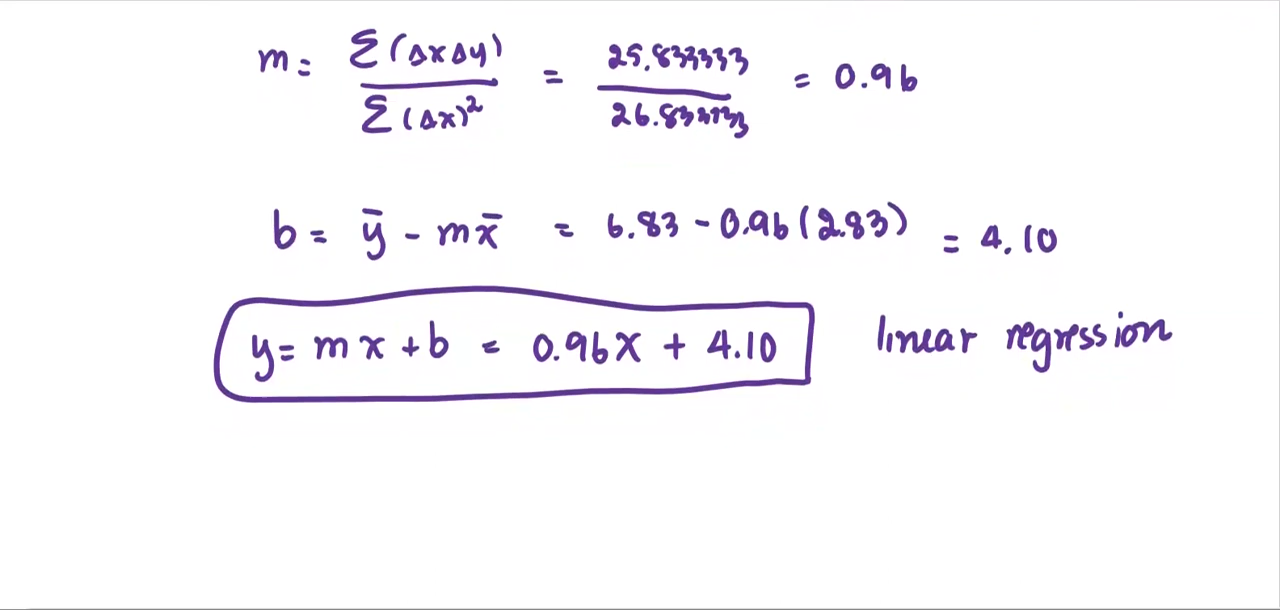 m = Σ(ΔxΔy) / Σ(Δx)² = 25.833333 / 26.833333 = 0.96
b = ȳ - mx̄ = 6.83 - 0.96(2.83) = 4.10
y = mx + b = 0.96x + 4.10 linear regression